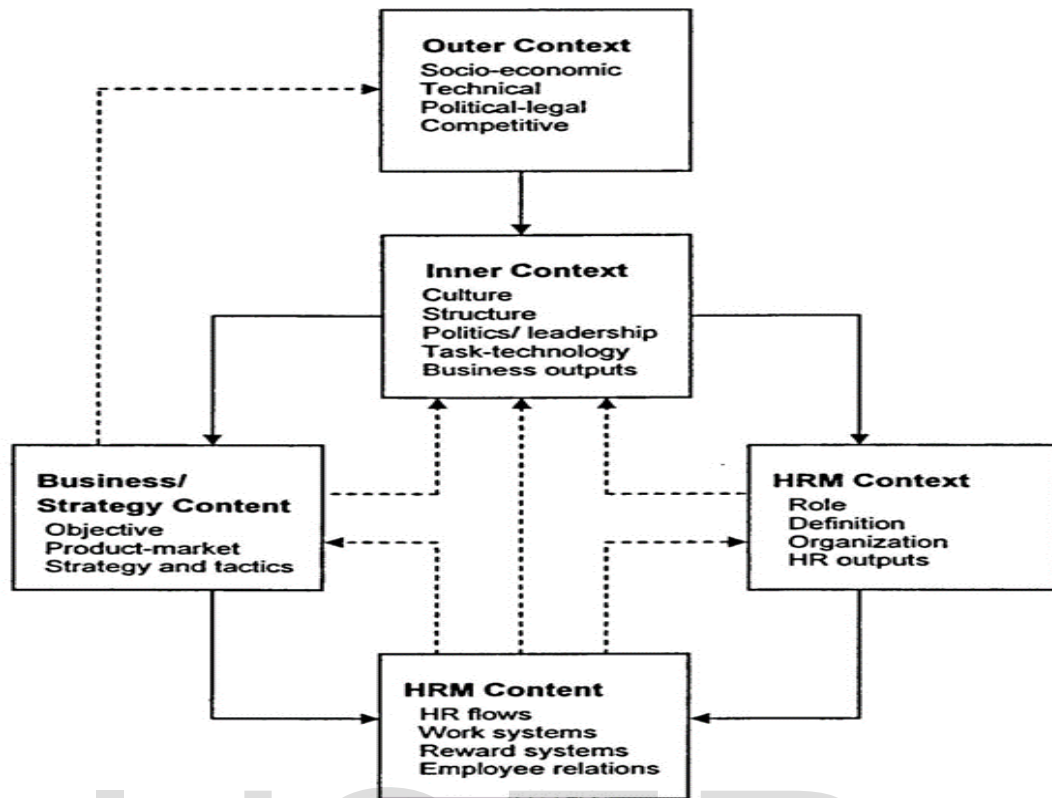 Outer Context
Socio-economic
Technical
Political-legal
Competitive
Inner Context
Culture
Structure
Politics/ leadership
Task-technology
Business outputs
Business/
Strategy Content
Objective
Product-market
Strategy and tactics
HRM Context
Role
Definition
Organization
HR outputs
HRM Content
HR flows
Work systems
Reward systems
Employee relations